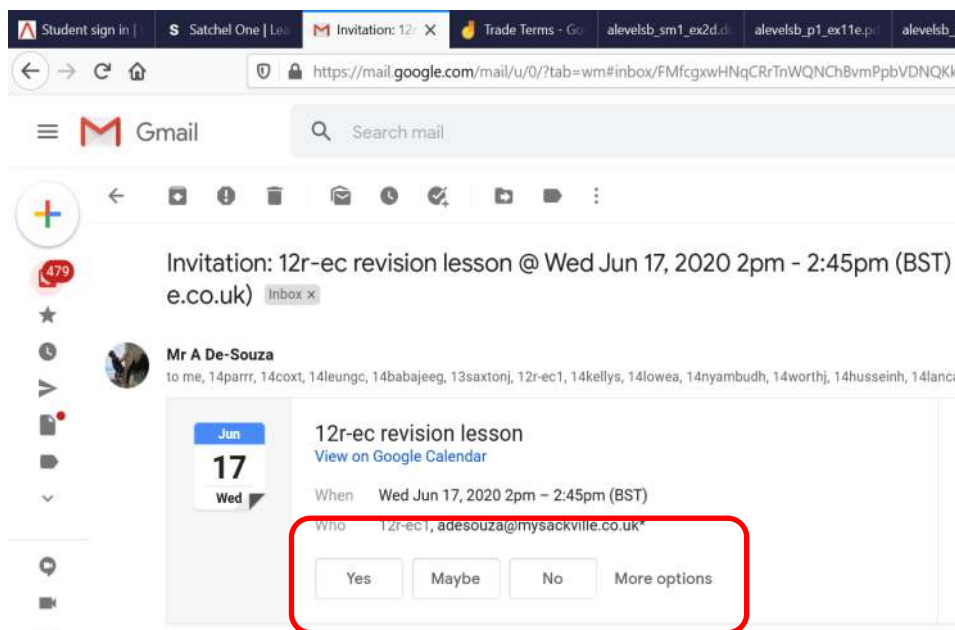 Student sign in |
S Satchel One | Lea
Invitation: 12
Trade Terms - Go
alevelsb_sm1_ex2d.d
alevelsb_p1_ex11e.pd
alevelsb_
https://mail.google.com/mail/u/0/?tab=wm#inbox/FMfcgxwHNqCRrTnWQNChBvmPpbVDNQKk
Gmail
Search mail
479
Invitation: 12r-ec revision lesson @ Wed Jun 17, 2020 2pm - 2:45pm (BST)
e.co.uk) Inbox x
Mr A De-Souza
to me, 14parrr, 14coxt, 14leungc, 14babajeeg, 13saxtonj, 12r-ec1, 14kellys, 14lowea, 14nyambudh, 14worthj, 14husseinh, 14lanca
Jun
17
Wed
12r-ec revision lesson
View on Google Calendar
When Wed Jun 17, 2020 2pm – 2:45pm (BST)
Who 12r-ec1, adesouza@mysackville.co.uk*
Yes Maybe No More options